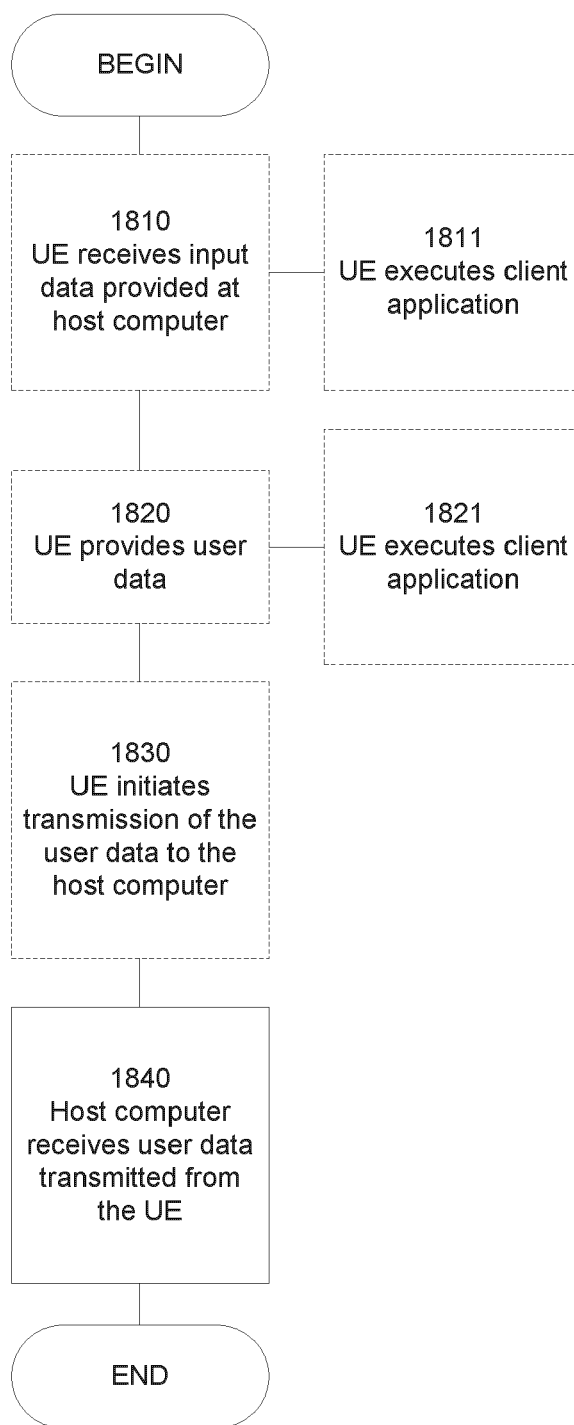 BEGIN
1810
UE receives input
data provided at
host computer
1811
UE executes client
application
1820
UE provides user
data
1821
UE executes client
application
1830
UE initiates
transmission of the
user data to the
host computer
1840
Host computer
receives user data
transmitted from
the UE
END